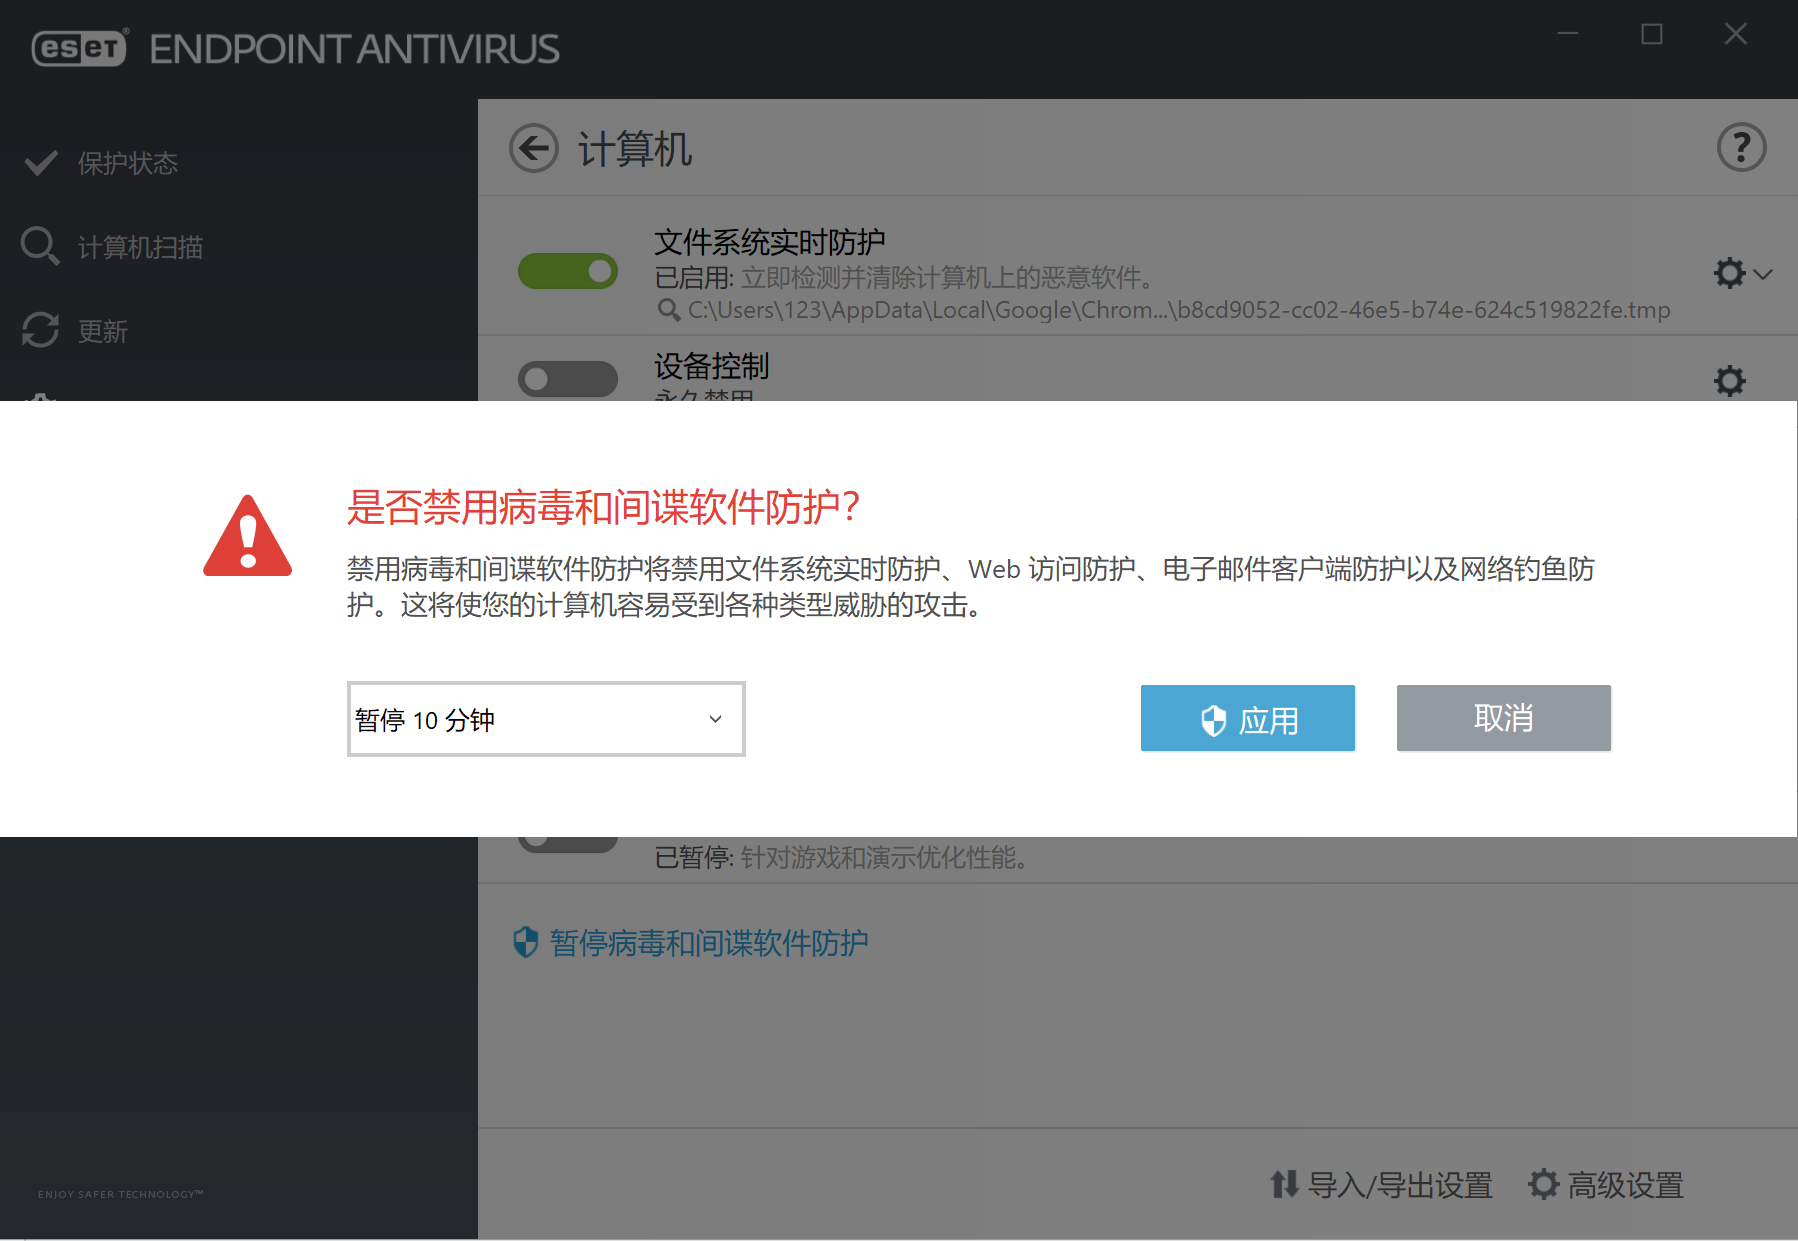 eset® ENDPOINT ANTIVIRUS
保护状态
计算机扫描
更新
计算机
?
文件系统实时防护
已启用: 立即检测并清除计算机上的恶意软件。
C:\Users\123\AppData\Local\Google\Chrom...\b8cd9052-cc02-46e5-b74e-624c519822fe.tmp
设备控制
永久禁用
是否禁用病毒和间谍软件防护?
禁用病毒和间谍软件防护将禁用文件系统实时防护、Web 访问防护、电子邮件客户端防护以及网络钓鱼防
护。这将使您的计算机容易受到各种类型威胁的攻击。
暂停 10 分钟
应用
取消
已暂停: 针对游戏和演示优化性能。
暂停病毒和间谍软件防护
ENJOY SAFER TECHNOLOGY™
导入/导出设置
高级设置